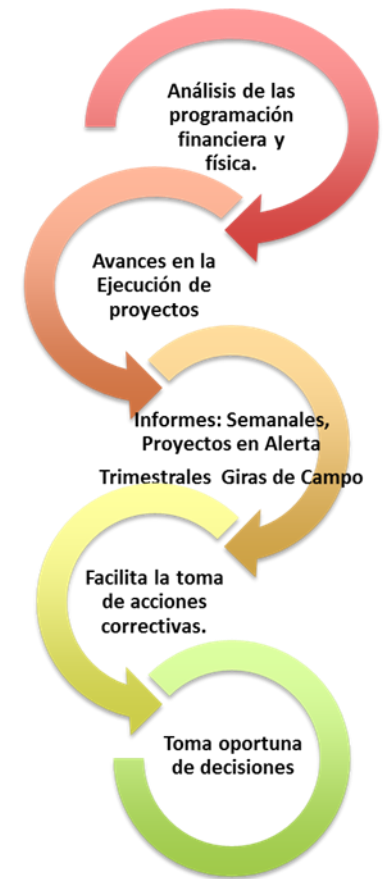 Análisis de las
programación
financiera y
física.
Avances en la
Ejecución de
proyectos
Informes: Semanales,
Proyectos en Alerta
Trimestrales Giras de Campo
Facilita la toma
de acciones
correctivas.
Toma oportuna
de decisiones